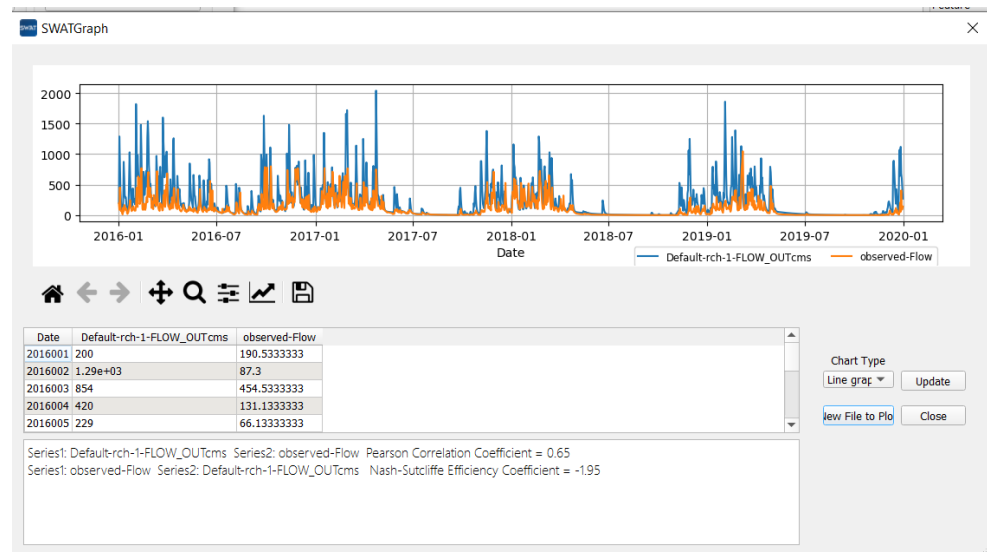 SWAT SWATGraph
2000
1500
1000
500
0
2016-01 2016-07 2017-01 2017-07 2018-01 2018-07 2019-01 2019-07 2020-01
Date
Default-rch-1-FLOW_OUTcms observed-Flow
Date Default-rch-1-FLOW_OUTcms observed-Flow
2016001 200 190.5333333
2016002 1.29e+03 87.3
2016003 854 454.5333333
2016004 420 131.1333333
2016005 229 66.13333333
Chart Type
Line grap Update
New File to Plo Close
Series1: Default-rch-1-FLOW_OUTcms Series2: observed-Flow Pearson Correlation Coefficient = 0.65
Series1: observed-Flow Series2: Default-rch-1-FLOW_OUTcms Nash-Sutcliffe Efficiency Coefficient = -1.95